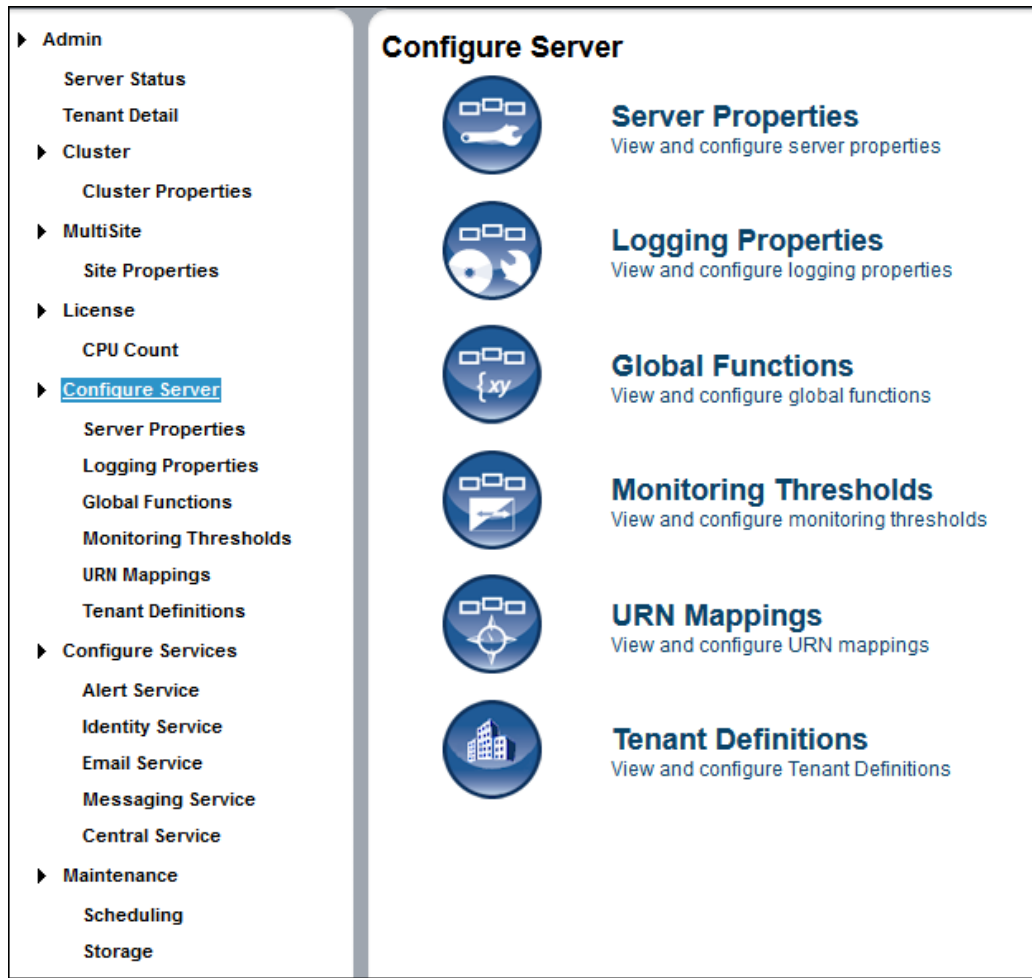 Admin
Server Status
Tenant Detail
Cluster
Cluster Properties
MultiSite
Site Properties
License
CPU Count
Configure Server
Server Properties
Logging Properties
Global Functions
Monitoring Thresholds
URN Mappings
Tenant Definitions
Configure Services
Alert Service
Identity Service
Email Service
Messaging Service
Central Service
Maintenance
Scheduling
Storage
Configure Server
Server Properties
View and configure server properties
Logging Properties
View and configure logging properties
{xy
Global Functions
View and configure global functions
Monitoring Thresholds
View and configure monitoring thresholds
URN Mappings
View and configure URN mappings
Tenant Definitions
View and configure Tenant Definitions